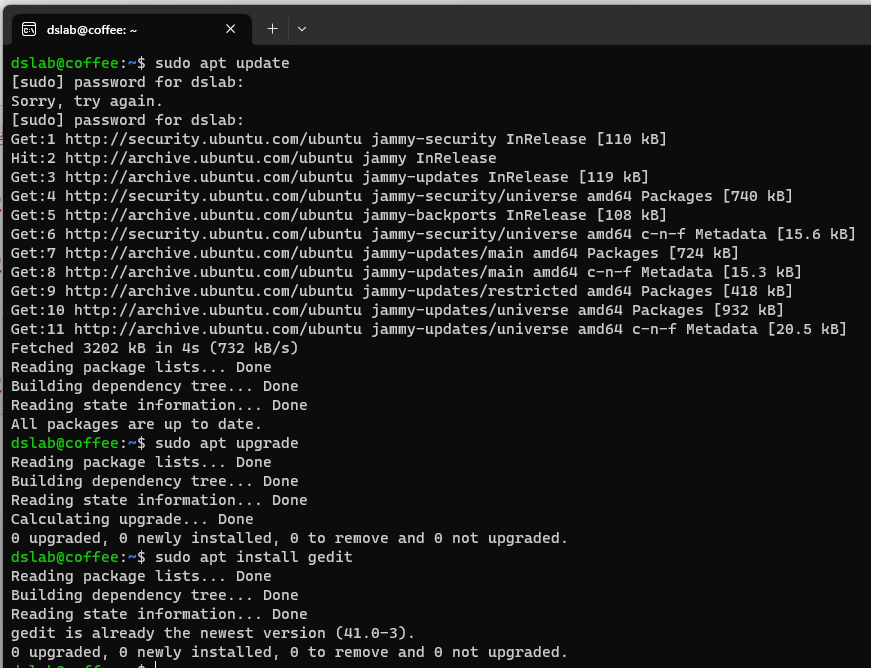 dslab@coffee: ~
dslab@coffee:~$ sudo apt update
[sudo] password for dslab:
Sorry, try again.
[sudo] password for dslab:
Get:1 http://security.ubuntu.com/ubuntu jammy-security InRelease [110 kB]
Hit:2 http://archive.ubuntu.com/ubuntu jammy InRelease
Get:3 http://archive.ubuntu.com/ubuntu jammy-updates InRelease [119 kB]
Get:4 http://security.ubuntu.com/ubuntu jammy-security/universe amd64 Packages [740 kB]
Get:5 http://archive.ubuntu.com/ubuntu jammy-backports InRelease [108 kB]
Get:6 http://security.ubuntu.com/ubuntu jammy-security/universe amd64 c-n-f Metadata [15.6 kB]
Get:7 http://archive.ubuntu.com/ubuntu jammy-updates/main amd64 Packages [724 kB]
Get:8 http://archive.ubuntu.com/ubuntu jammy-updates/main amd64 c-n-f Metadata [15.3 kB]
Get:9 http://archive.ubuntu.com/ubuntu jammy-updates/restricted amd64 Packages [418 kB]
Get:10 http://archive.ubuntu.com/ubuntu jammy-updates/universe amd64 Packages [932 kB]
Get:11 http://archive.ubuntu.com/ubuntu jammy-updates/universe amd64 c-n-f Metadata [20.5 kB]
Fetched 3202 kB in 4s (732 kB/s)
Reading package lists... Done
Building dependency tree... Done
Reading state information... Done
All packages are up to date.
dslab@coffee:~$ sudo apt upgrade
Reading package lists... Done
Building dependency tree... Done
Reading state information... Done
Calculating upgrade... Done
0 upgraded, 0 newly installed, 0 to remove and 0 not upgraded.
dslab@coffee:~$ sudo apt install gedit
Reading package lists... Done
Building dependency tree... Done
Reading state information... Done
gedit is already the newest version (41.0-3).
0 upgraded, 0 newly installed, 0 to remove and 0 not upgraded.
dslab@coffee:~$